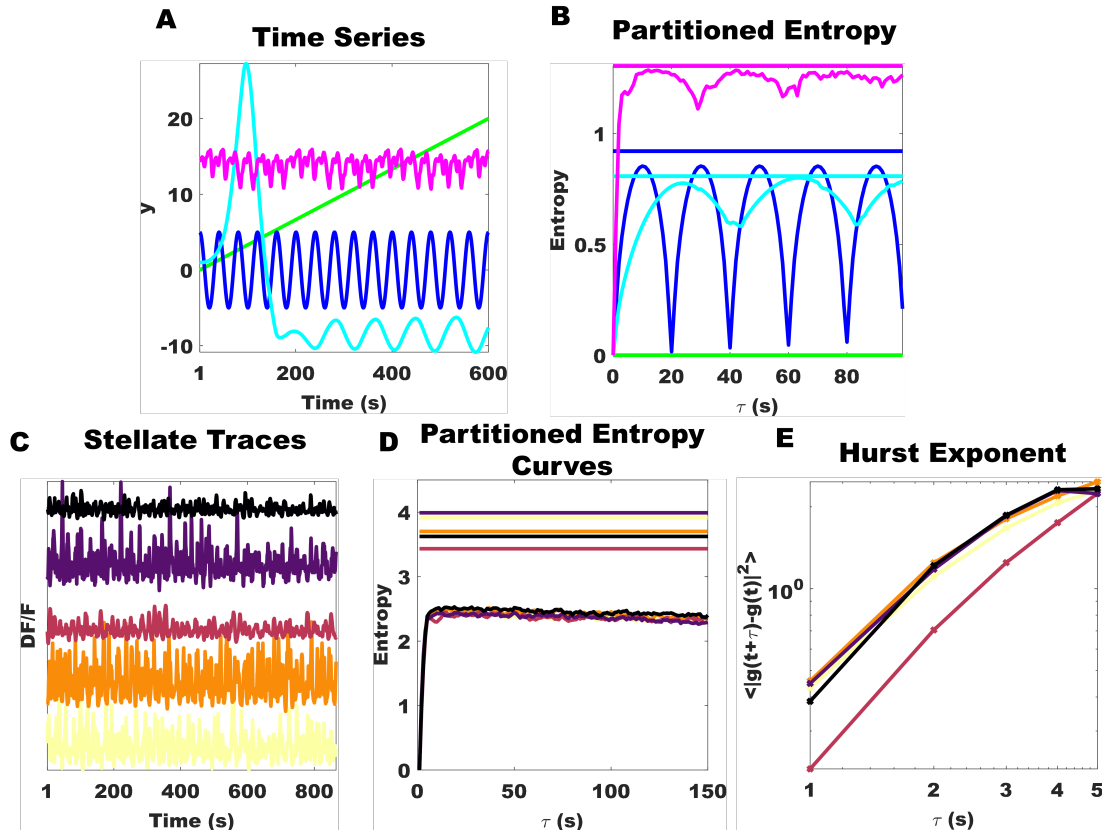 A
Time Series
y
20
10
0
-10
1
200
400
600
Time (s)
B
Partitioned Entropy
Entropy
1
0.5
0
0
20
40
60
80
τ (s)
C
Stellate Traces
DF/F
1
200
400
600
800
Time (s)
D
Partitioned Entropy
Curves
Entropy
4
3
2
1
0
0
50
100
150
τ (s)
E
Hurst Exponent
<|g(t+τ)-g(t)|²>
10⁰
1
2
3
4
5
τ (s)